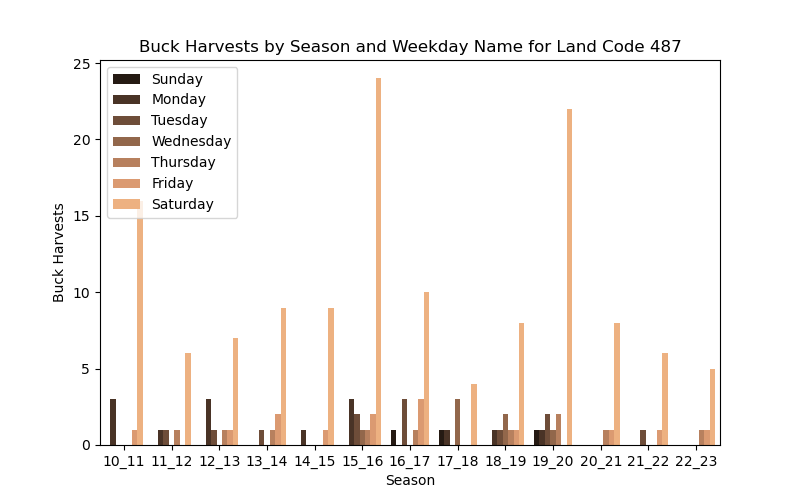 Buck Harvests by Season and Weekday Name for Land Code 487
25
20
15
10
5
0
Buck Harvests
Sunday
Monday
Tuesday
Wednesday
Thursday
Friday
Saturday
10_11 11_12 12_13 13_14 14_15 15_16 16_17 17_18 18_19 19_20 20_21 21_22 22_23
Season